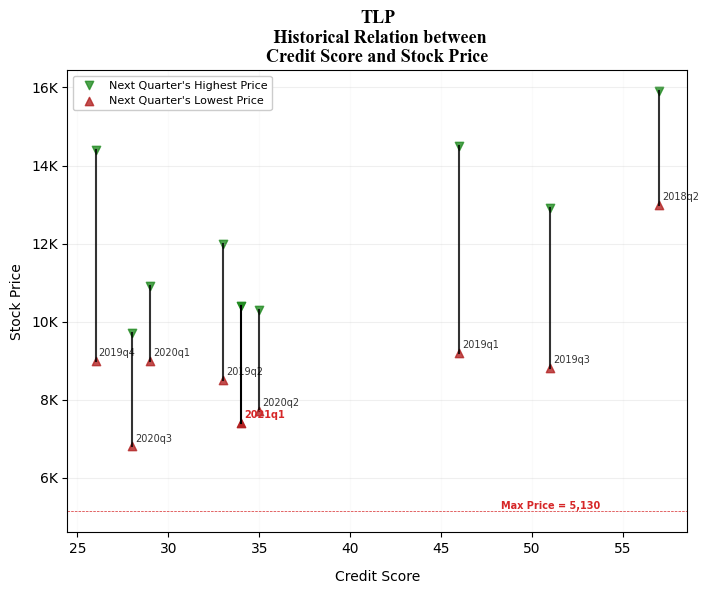 TLP
Historical Relation between
Credit Score and Stock Price
Next Quarter's Highest Price
Next Quarter's Lowest Price
16K
14K
12K
10K
8K
6K
Stock Price
2018q2
2019q1
2019q4
2020q1
2019q3
2019q2
2020q2
2021q1
2020q3
Max Price = 5,130
25
30
35
40
45
50
55
Credit Score